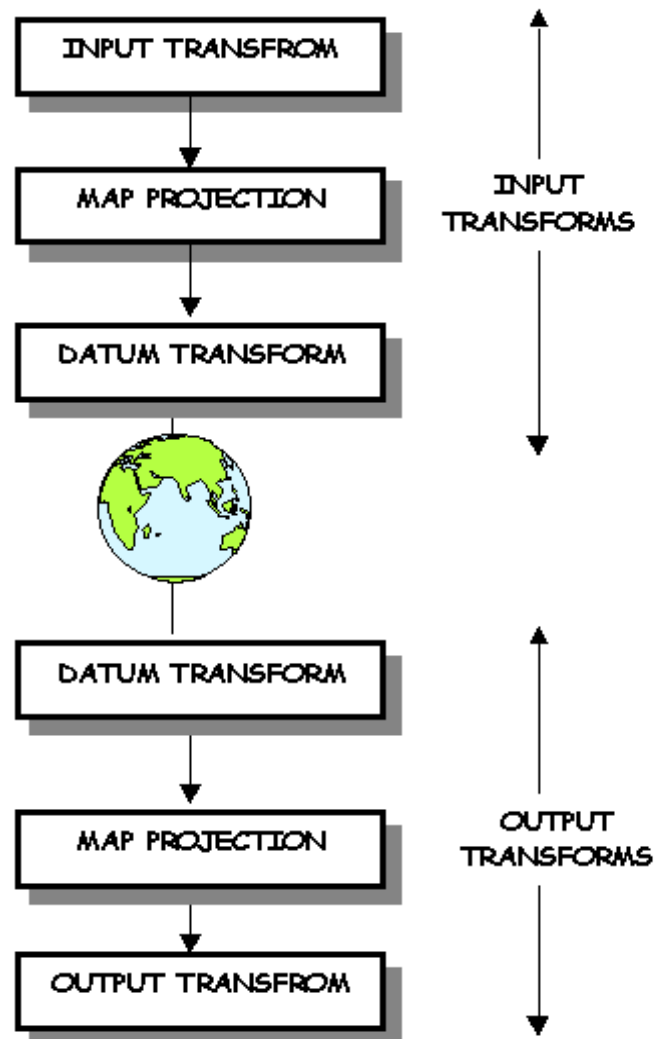 INPUT TRANSFROM
MAP PROJECTION
INPUT
TRANSFORMS
DATUM TRANSFORM
DATUM TRANSFORM
MAP PROJECTION
OUTPUT
TRANSFORMS
OUTPUT TRANSFROM